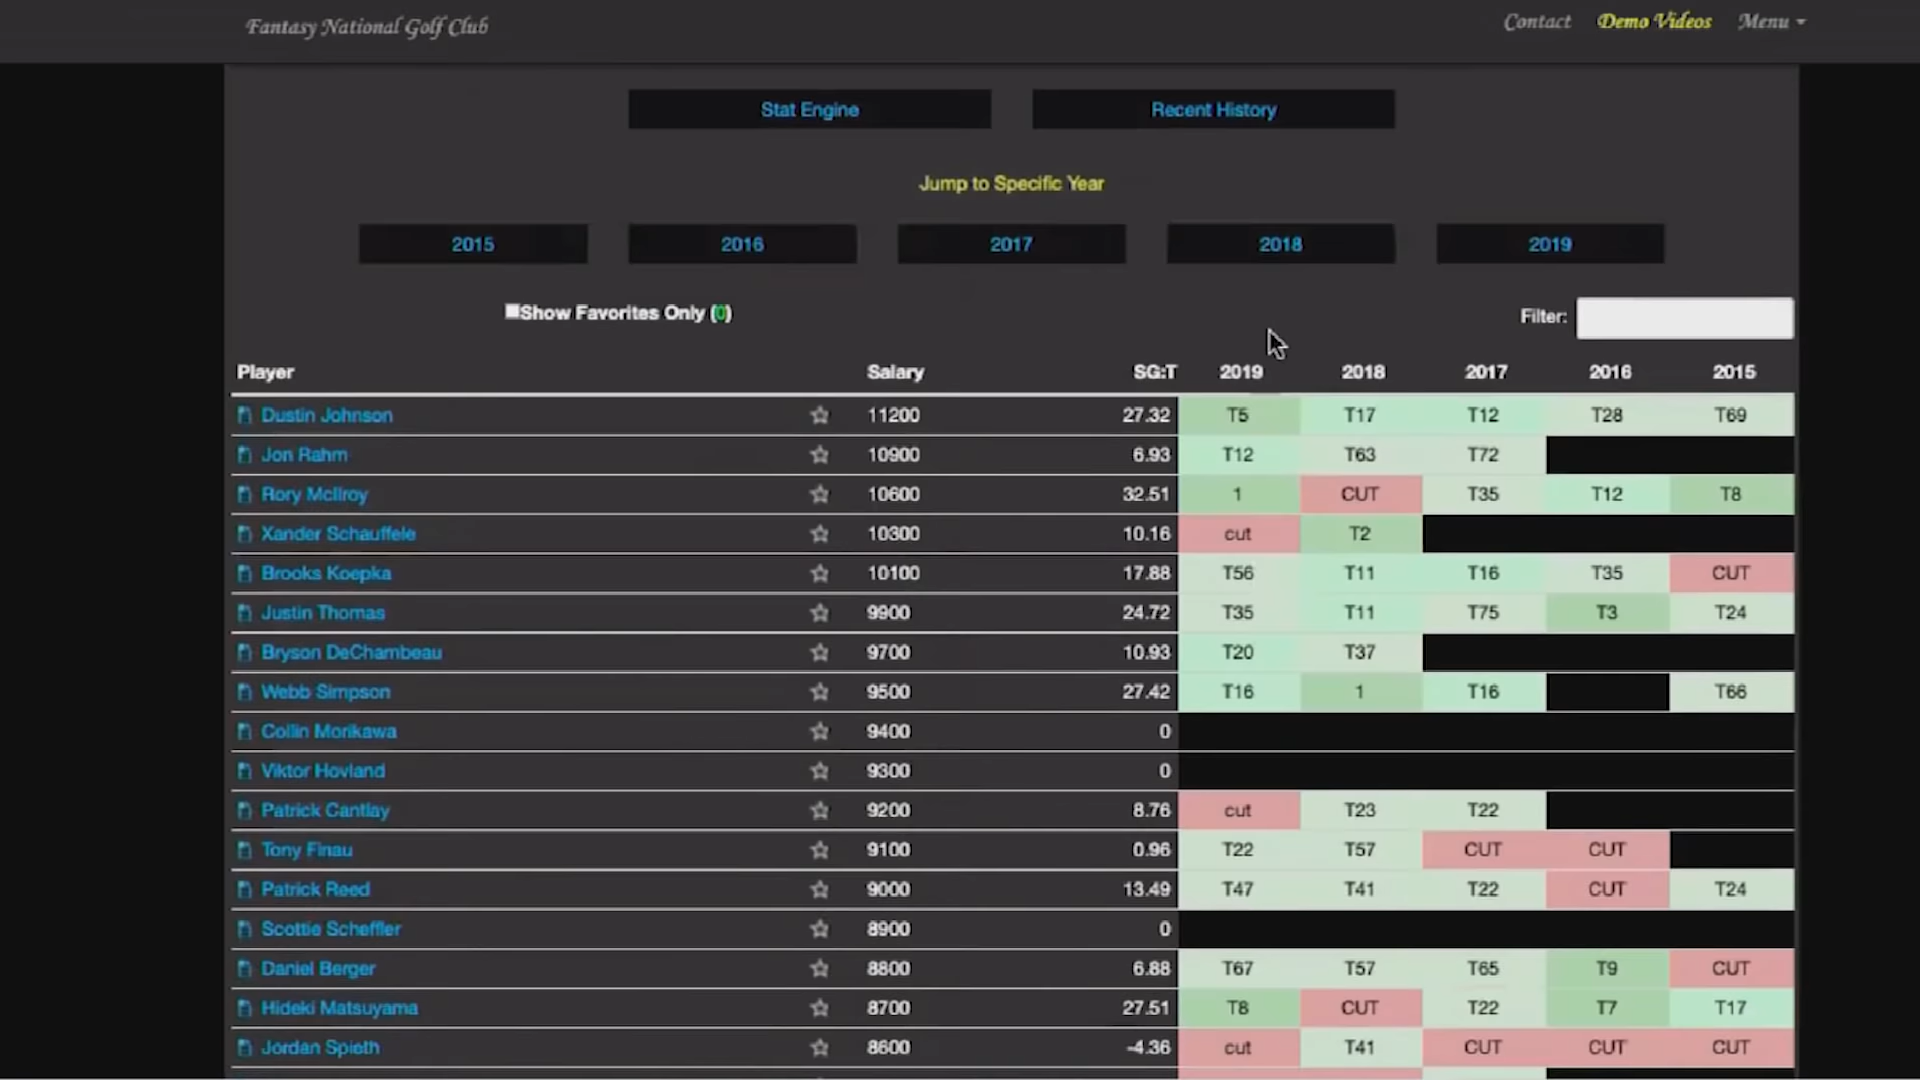 Fantasy National Golf Club Contact Demo Videos Menu
Stat Engine Recent History
Jump to Specific Year
2015 2016 2017 2018 2019
Show Favorites Only (0) Filter:
Player Salary SG:T 2019 2018 2017 2016 2015
Dustin Johnson 11200 27.32 T5 T17 T12 T28 T69
Jon Rahm 10900 6.93 T12 T63 T72
Rory McIlroy 10600 32.51 1 CUT T35 T12 T8
Xander Schauffele 10300 10.16 cut T2
Brooks Koepka 10100 17.88 T56 T11 T16 T35 CUT
Justin Thomas 9900 24.72 T35 T11 T75 T3 T24
Bryson DeChambeau 9700 10.93 T20 T37
Webb Simpson 9500 27.42 T16 1 T16 T66
Collin Morikawa 9400 0
Viktor Hovland 9300 0
Patrick Cantlay 9200 8.76 cut T23 T22
Tony Finau 9100 0.96 T22 T57 CUT CUT
Patrick Reed 9000 13.49 T47 T41 T22 CUT T24
Scottie Scheffler 8900 0
Daniel Berger 8800 6.88 T67 T57 T65 T9 CUT
Hideki Matsuyama 8700 27.51 T8 CUT T22 T7 T17
Jordan Spieth 8600 -4.36 cut T41 CUT CUT CUT